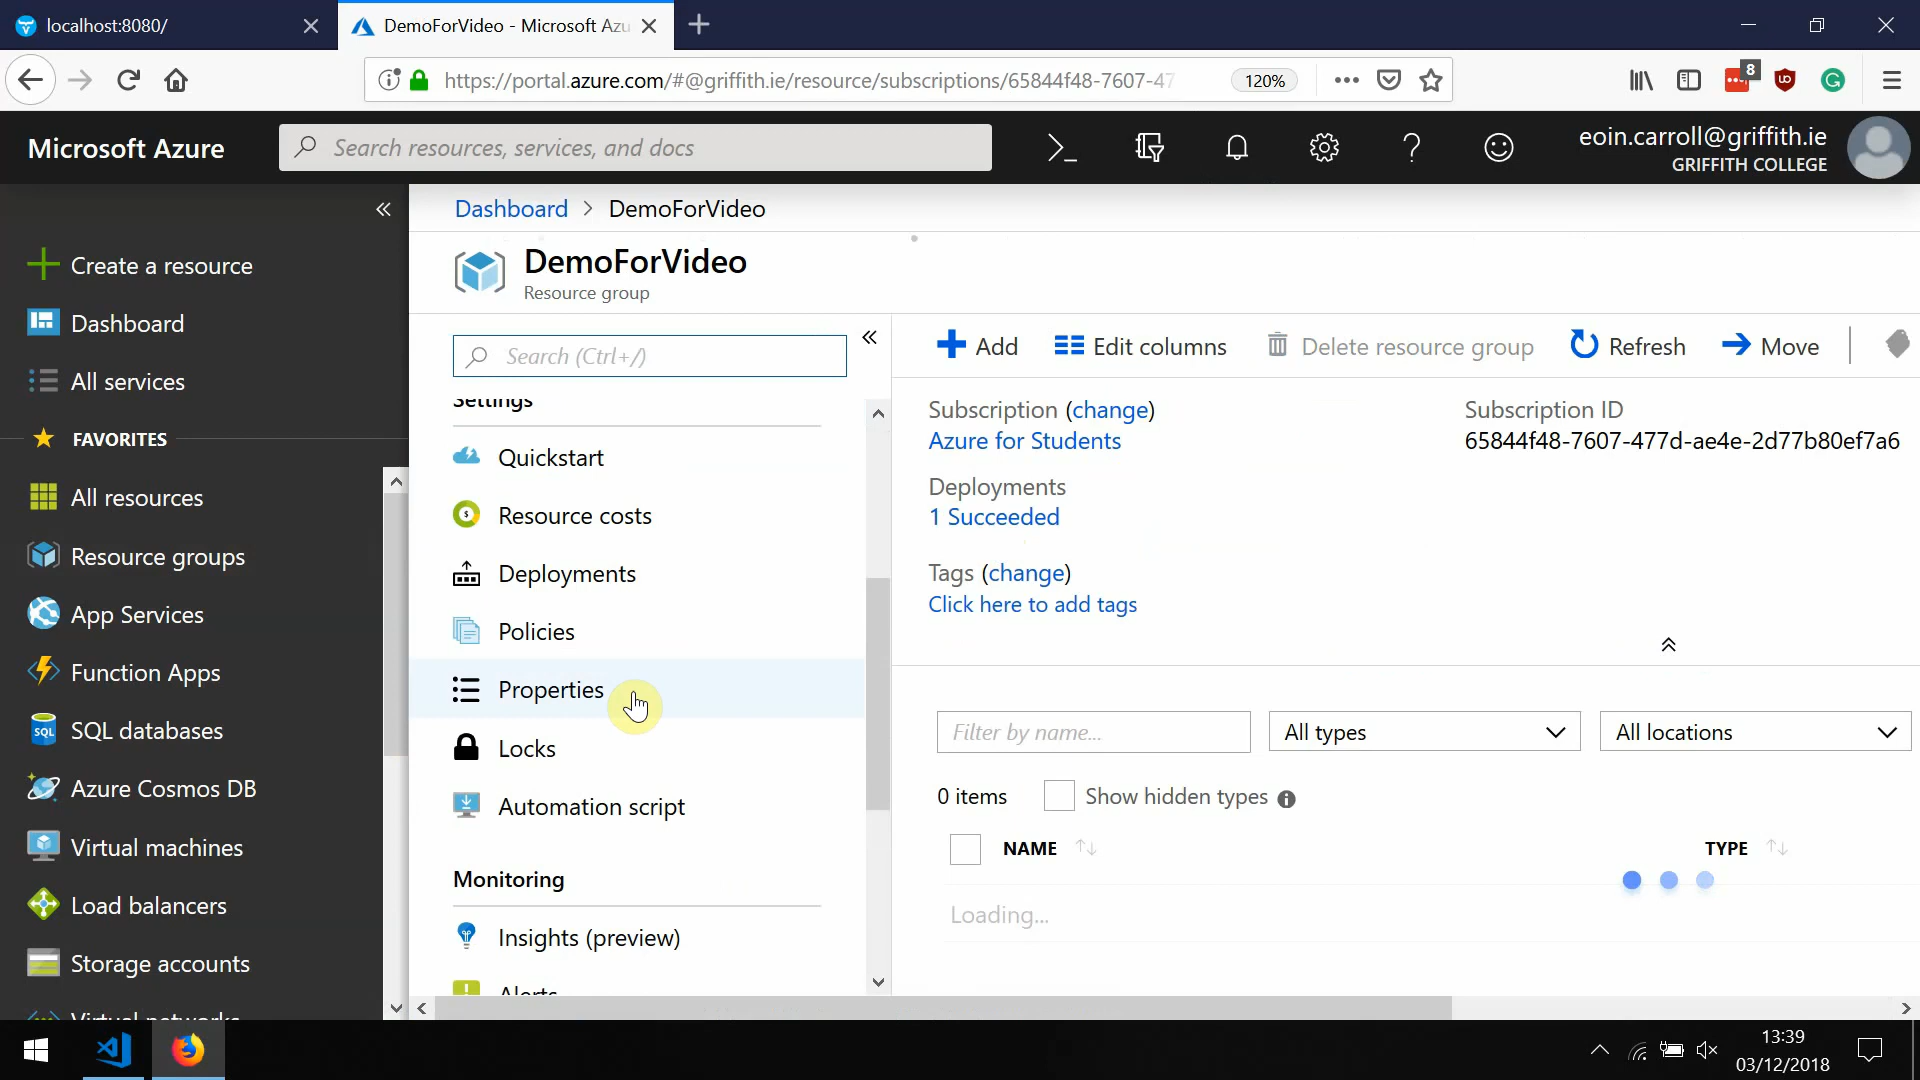 localhost:8080/
DemoForVideo - Microsoft Azu
https://portal.azure.com/#@griffith.ie/resource/subscriptions/65844f48-7607-47
120%
8
Microsoft Azure
Search resources, services, and docs
eoin.carroll@griffith.ie
GRIFFITH COLLEGE
Create a resource
Dashboard
All services
FAVORITES
All resources
Resource groups
App Services
Function Apps
SQL databases
Azure Cosmos DB
Virtual machines
Load balancers
Storage accounts
Virtual networks
Dashboard > DemoForVideo
DemoForVideo
Resource group
Search (Ctrl+/)
Settings
Quickstart
Resource costs
Deployments
Policies
Properties
Locks
Automation script
Monitoring
Insights (preview)
Alerts
Add
Edit columns
Delete resource group
Refresh
Move
Subscription (change)
Azure for Students
Subscription ID
65844f48-7607-477d-ae4e-2d77b80ef7a6
Deployments
1 Succeeded
Tags (change)
Click here to add tags
Filter by name...
All types
All locations
0 items
Show hidden types
NAME
TYPE
Loading...
13:39
03/12/2018